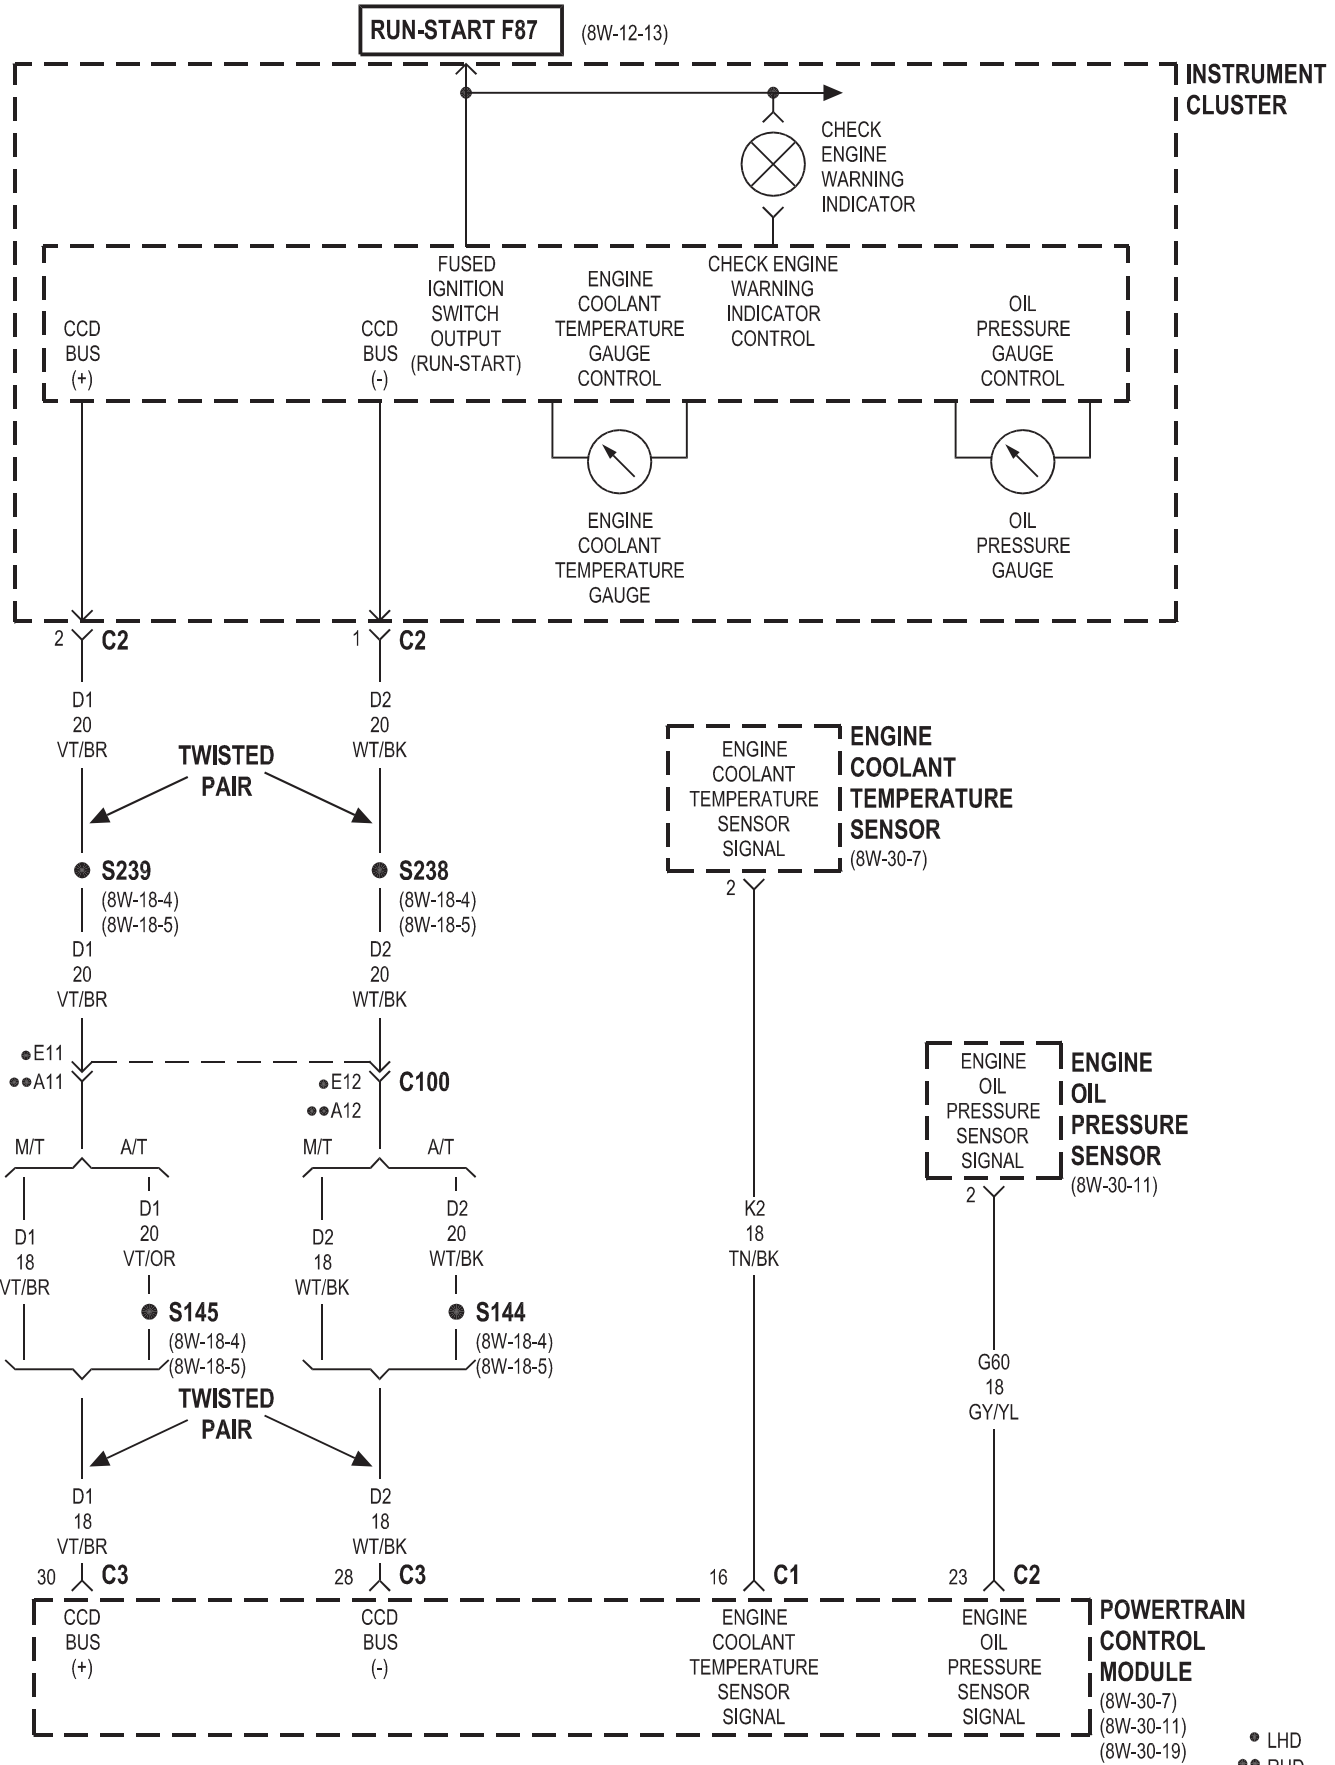 RUN-START F87 (8W-12-13)
INSTRUMENT
CLUSTER
CHECK
ENGINE
WARNING
INDICATOR
CCD
BUS
(+)
CCD
BUS
(-)
FUSED
IGNITION
SWITCH
OUTPUT
(RUN-START)
ENGINE
COOLANT
TEMPERATURE
GAUGE
CONTROL
CHECK ENGINE
WARNING
INDICATOR
CONTROL
OIL
PRESSURE
GAUGE
CONTROL
ENGINE
COOLANT
TEMPERATURE
GAUGE
OIL
PRESSURE
GAUGE
2 C2
1 C2
D1
20
VT/BR
D2
20
WT/BK
TWISTED
PAIR
S239
(8W-18-4)
(8W-18-5)
S238
(8W-18-4)
(8W-18-5)
D1
20
VT/BR
D2
20
WT/BK
ENGINE
COOLANT
TEMPERATURE
SENSOR
SIGNAL
ENGINE
COOLANT
TEMPERATURE
SENSOR
(8W-30-7)
2
•E11
••A11
•E12
••A12
C100
M/T A/T
M/T A/T
D1
18
VT/BR
D1
20
VT/OR
D2
18
WT/BK
D2
20
WT/BK
S145
(8W-18-4)
(8W-18-5)
S144
(8W-18-4)
(8W-18-5)
K2
18
TN/BK
ENGINE
OIL
PRESSURE
SENSOR
SIGNAL
ENGINE
OIL
PRESSURE
SENSOR
(8W-30-11)
2
G60
18
GY/YL
TWISTED
PAIR
D1
18
VT/BR
D2
18
WT/BK
30 C3
28 C3
16 C1
23 C2
CCD
BUS
(+)
CCD
BUS
(-)
ENGINE
COOLANT
TEMPERATURE
SENSOR
SIGNAL
ENGINE
OIL
PRESSURE
SENSOR
SIGNAL
POWERTRAIN
CONTROL
MODULE
(8W-30-7)
(8W-30-11)
(8W-30-19)
• LHD
•• RHD